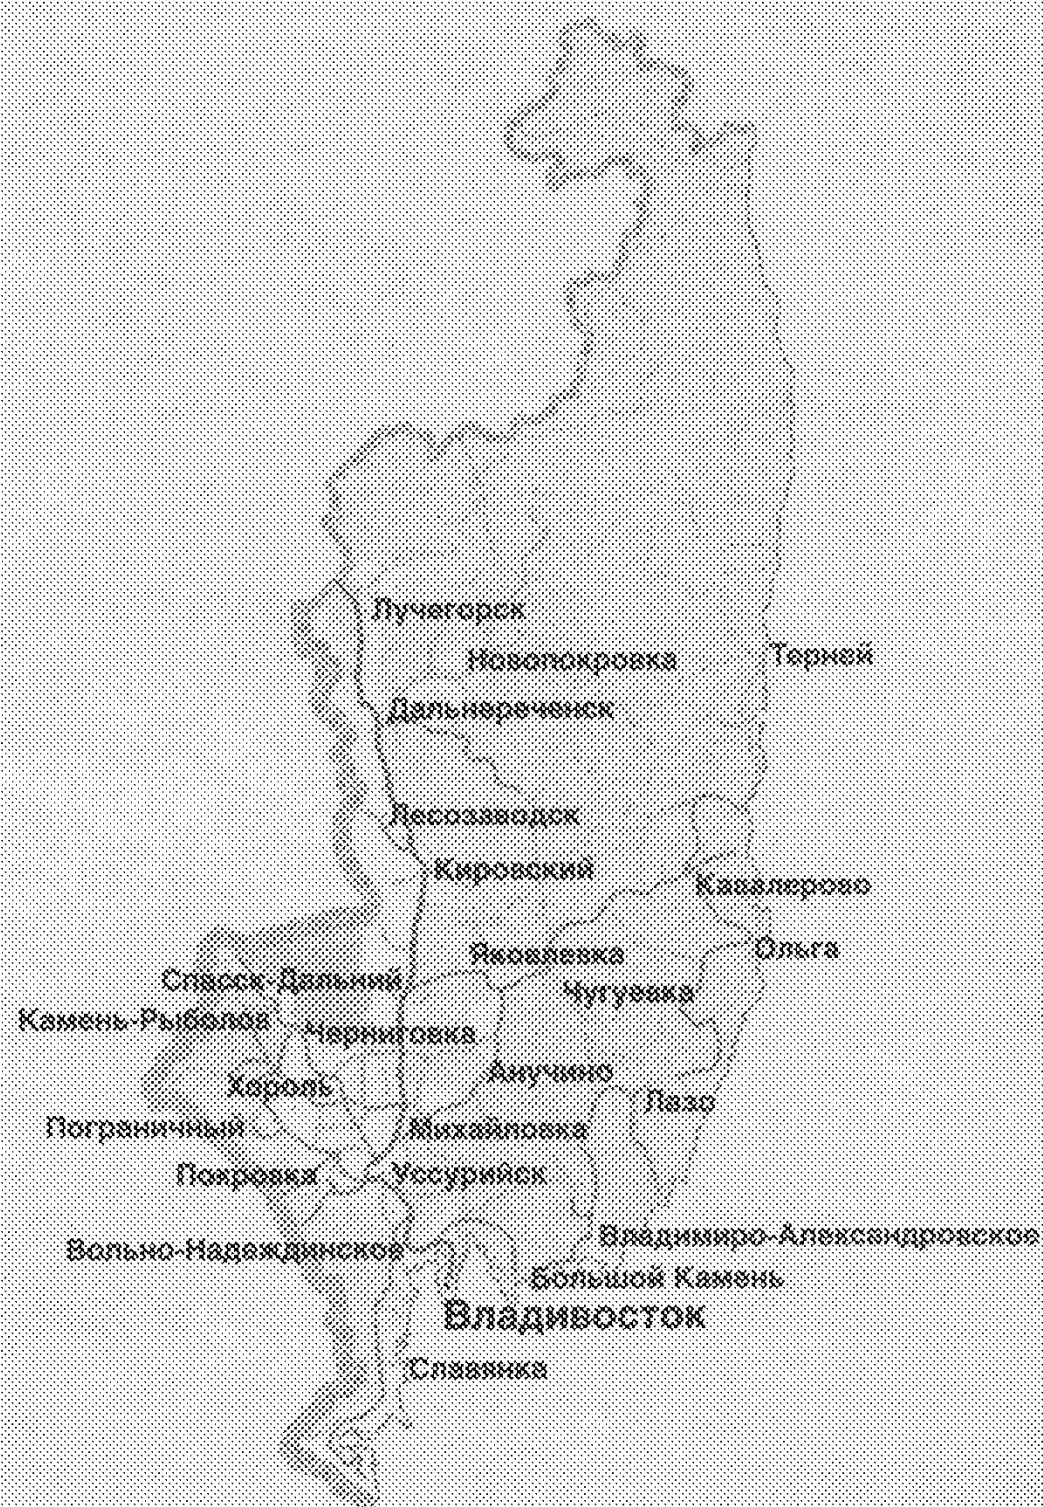 Лучегорск
Новопокровка
Терней
Дальнереченск
Лесозаводск
Кировский
Кавалерово
Яковлевка
Ольга
Спасск-Дальний
Чугуевка
Камень-Рыболов
Черниговка
Анучино
Хороль
Лазо
Пограничный
Михайловка
Покровка
Уссурийск
Владимиро-Александровское
Вольно-Надеждинское
Большой Камень
Владивосток
Славянка